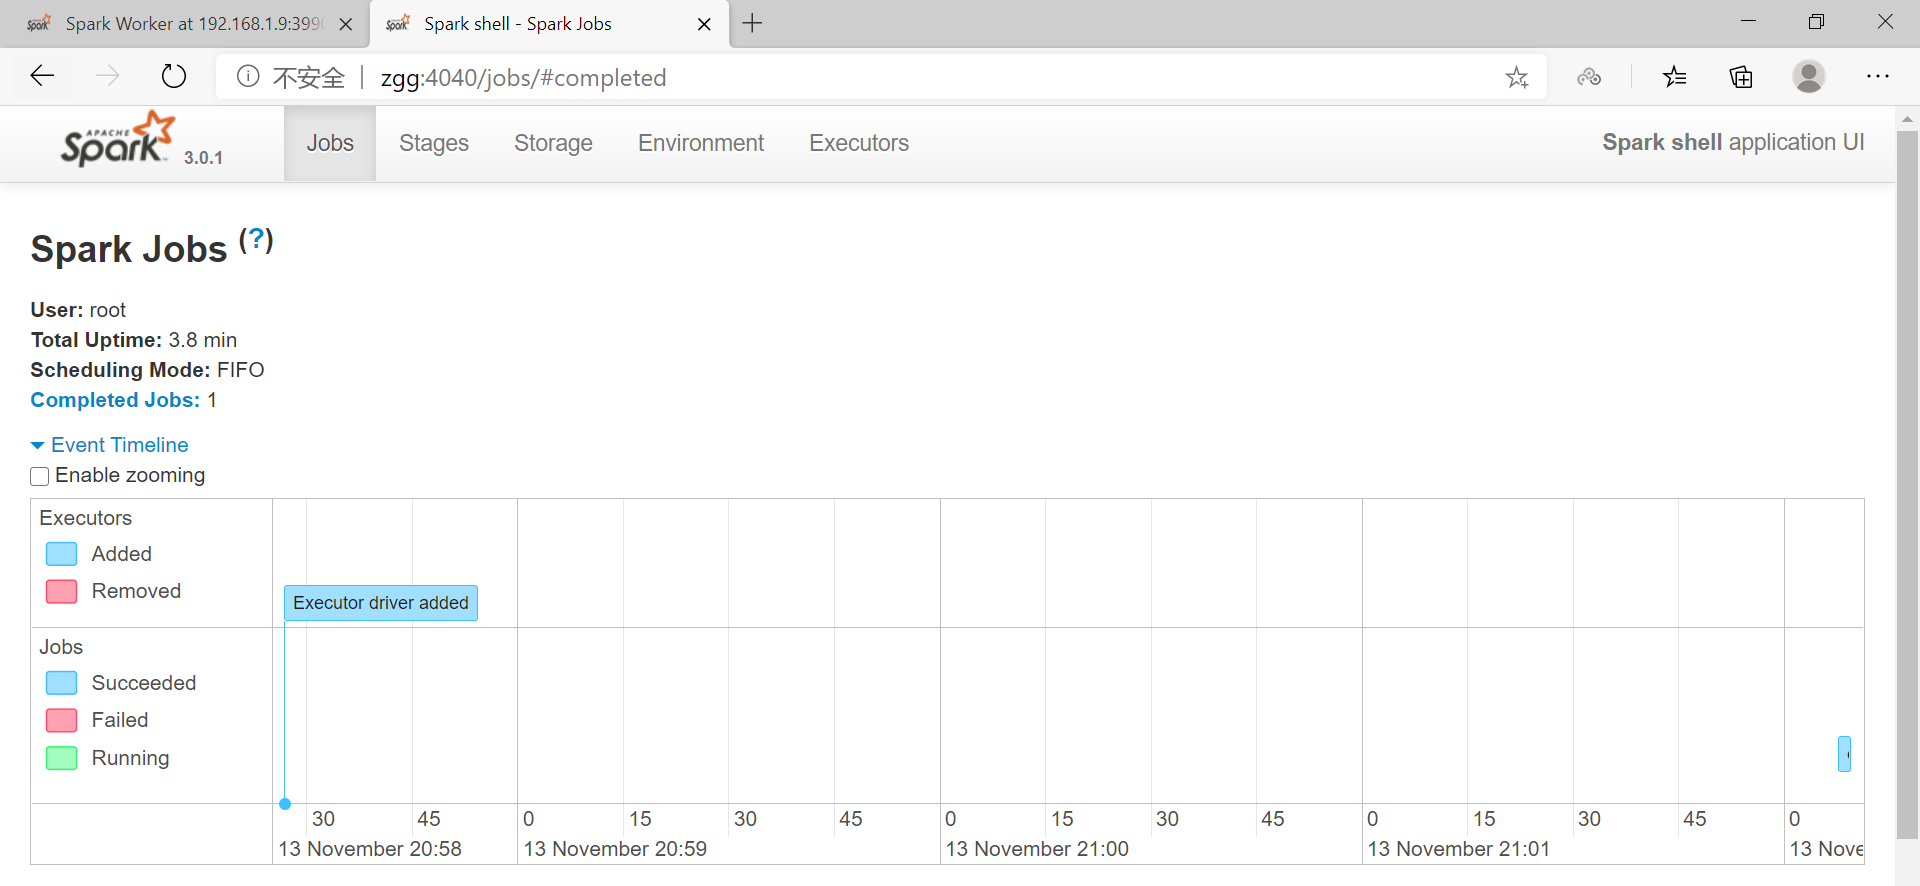 Spark Worker at 192.168.1.9:399
Spark shell - Spark Jobs
不安全 | zgg:4040/jobs/#completed
APACHE Spark 3.0.1
Jobs Stages Storage Environment Executors
Spark shell application UI
Spark Jobs (?)
User: root
Total Uptime: 3.8 min
Scheduling Mode: FIFO
Completed Jobs: 1
Event Timeline
Enable zooming
Executors
Added
Removed
Executor driver added
Jobs
Succeeded
Failed
Running
30 45 0 15 30 45 0 15 30 45 0 15 30 45 0
13 November 20:58 13 November 20:59 13 November 21:00 13 November 21:01 13 Nove